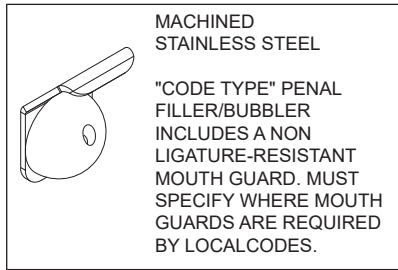 MACHINED
STAINLESS STEEL
"CODE TYPE" PENAL
FILLER/BUBBLER
INCLUDES A NON
LIGATURE-RESISTANT
MOUTH GUARD. MUST
SPECIFY WHERE MOUTH
GUARDS ARE REQUIRED
BY LOCALCODES.